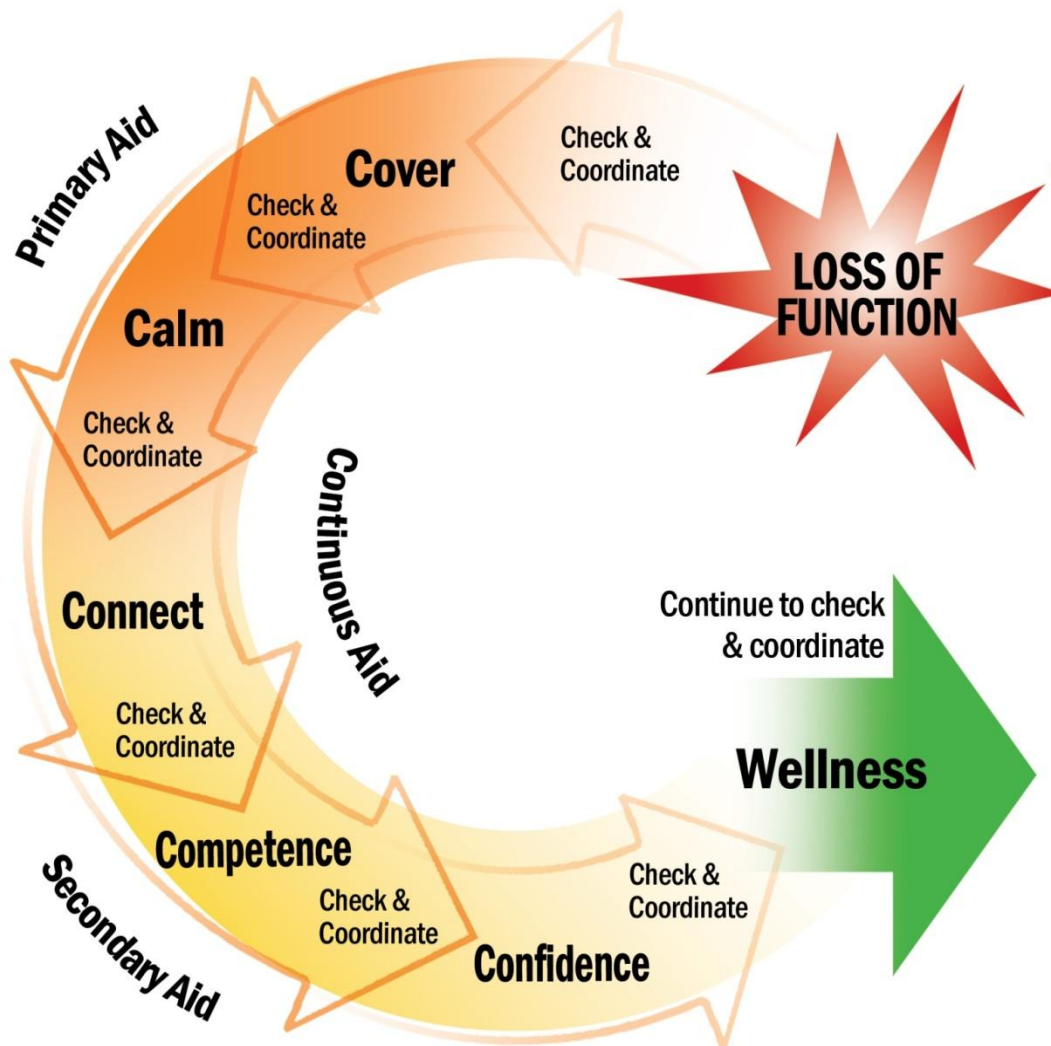 LOSS OF
FUNCTION
Check &
Coordinate
Cover
Check &
Coordinate
Primary Aid
Calm
Check &
Coordinate
Continuous Aid
Connect
Check &
Coordinate
Secondary Aid
Competence
Check &
Coordinate
Confidence
Check &
Coordinate
Continue to check
& coordinate
Wellness